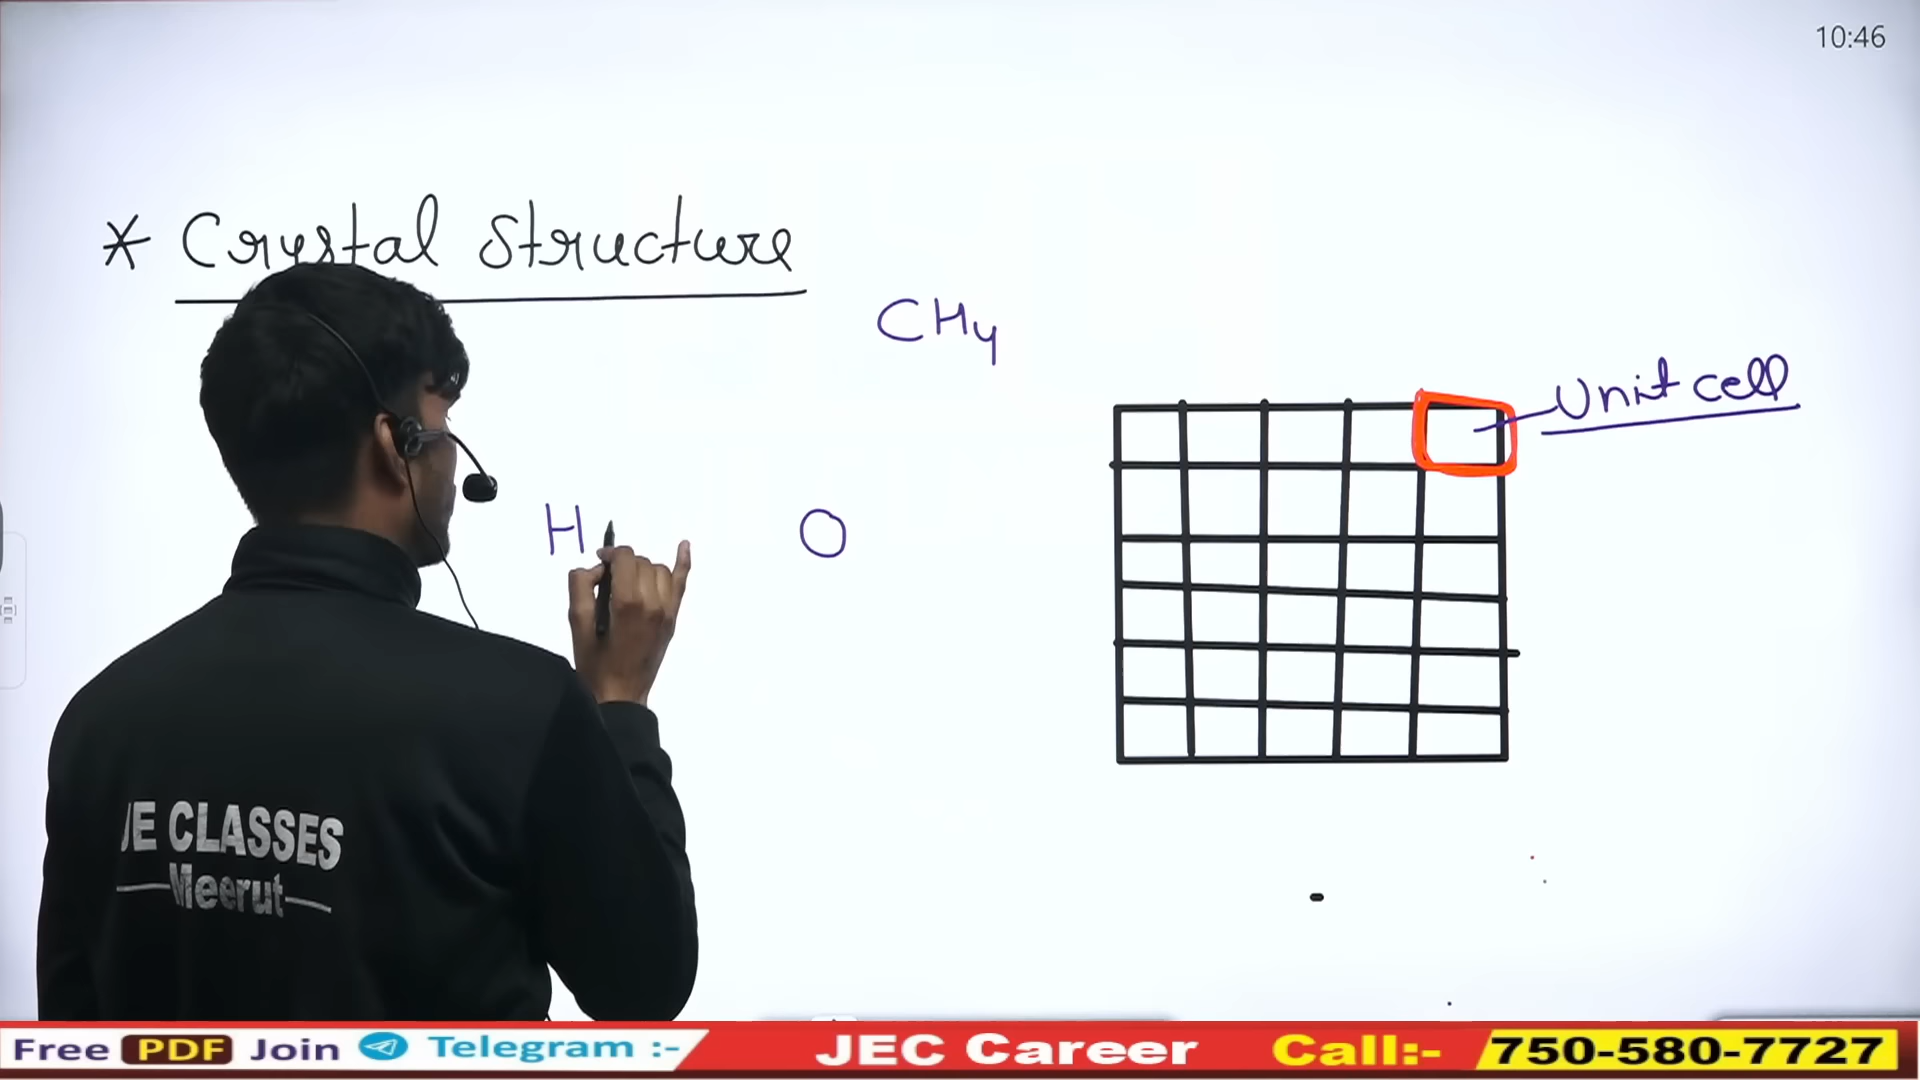 10:46
* Crystal Structure
CH4
Unit cell
H
O
JE CLASSES
Meerut
Free PDF Join Telegram :- JEC Career Call:- 750-580-7727